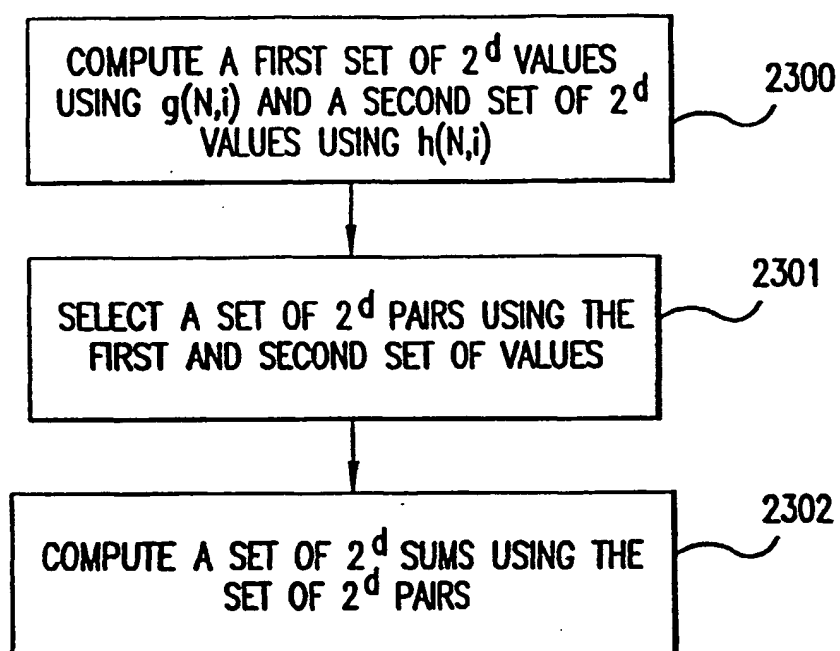 COMPUTE A FIRST SET OF 2^d VALUES
USING g(N,i) AND A SECOND SET OF 2^d
VALUES USING h(N,i)
2300
SELECT A SET OF 2^d PAIRS USING THE
FIRST AND SECOND SET OF VALUES
2301
COMPUTE A SET OF 2^d SUMS USING THE
SET OF 2^d PAIRS
2302